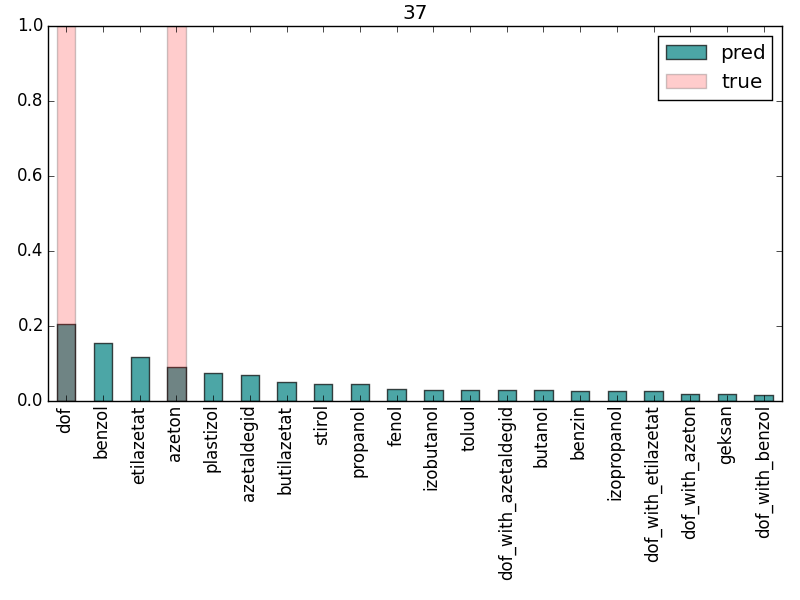 37
1.0
0.8
0.6
0.4
0.2
0.0
pred
true
dof
benzol
etilazetat
azeton
plastizol
azetaldegid
butilazetat
stirol
propanol
fenol
izobutanol
toluol
dof_with_azetaldegid
butanol
benzin
izopropanol
dof_with_etilazetat
dof_with_azeton
geksan
dof_with_benzol